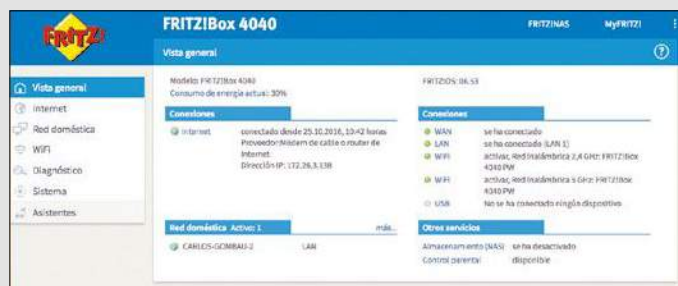 FRITZ!
FRITZ!Box 4040
FRITZ!NAS
MyFRITZ!
Vista general
Vista general
Internet
Red doméstica
WiFi
Diagnóstico
Sistema
Asistentes
Modelo: FRITZ!Box 4040
Consumo de energía actual: 30%
FRITZ!OS: 06.53
Conexiones
Internet conectado desde 25.10.2016, 10:42 horas
Proveedor: Módem de cable o router de
Internet
Dirección IP: 172.26.3.138
Conexiones
WAN se ha conectado
LAN se ha conectado (LAN 1)
WiFi activar, Red inalámbrica 2,4 GHz: FRITZ!Box
4040 PW
WiFi activar, Red inalámbrica 5 GHz: FRITZ!Box
4040 PW
USB No se ha conectado ningún dispositivo
Red doméstica Activo: 1 más...
CARLOS-GOMBAU-2 LAN
Otros servicios
Almacenamiento (NAS) se ha desactivado
Control parental disponible